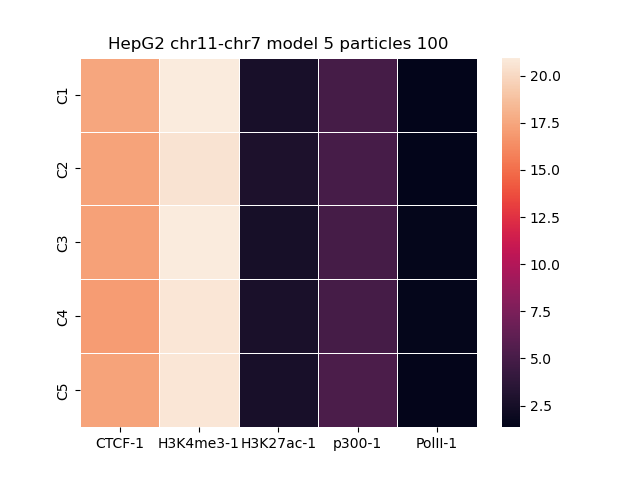 HepG2 chr11-chr7 model 5 particles 100
C1
C2
C3
C4
C5
CTCF-1 H3K4me3-1 H3K27ac-1 p300-1 PolII-1
20.0
17.5
15.0
12.5
10.0
7.5
5.0
2.5